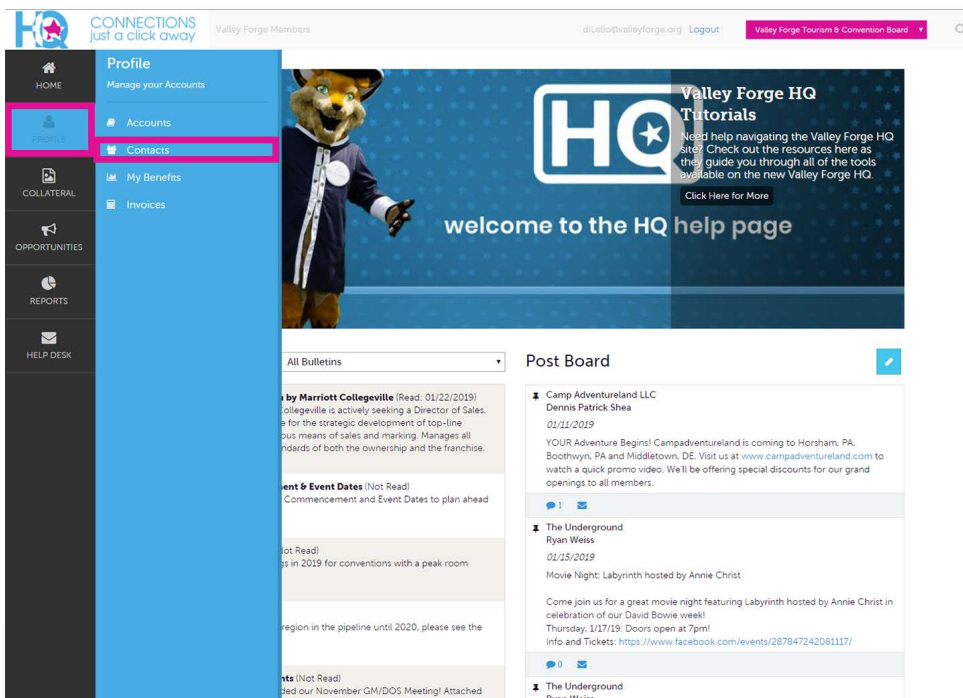 HQ CONNECTIONS
just a click away
Valley Forge Members
dilello@valleyforge.org Logout
Valley Forge Tourism & Convention Board
HOME
PROFILE
COLLATERAL
OPPORTUNITIES
REPORTS
HELP DESK
Profile
Manage your Accounts
Accounts
Contacts
My Benefits
Invoices
HQ
welcome to the HQ help page
Valley Forge HQ
Tutorials
Need help navigating the Valley Forge HQ
site? Check out the resources here as
they guide you through all of the tools
available on the new Valley Forge HQ.
Click Here for More
All Bulletins
by Marriott Collegeville (Read: 01/22/2019)
Collegeville is actively seeking a Director of Sales.
e for the strategic development of top-line
ous means of sales and marking. Manages all
ndards of both the ownership and the franchise.
ent & Event Dates (Not Read)
Commencement and Event Dates to plan ahead
Not Read)
gs in 2019 for conventions with a peak room
region in the pipeline until 2020, please see the
nts (Not Read)
ded our November GM/DOS Meeting! Attached
Post Board
Camp Adventureland LLC
Dennis Patrick Shea
01/11/2019
YOUR Adventure Begins! Campadventureland is coming to Horsham, PA,
Boothwyn, PA and Middletown, DE. Visit us at www.campadventureland.com to
watch a quick promo video. We'll be offering special discounts for our grand
openings to all members.
1
The Underground
Ryan Weiss
01/15/2019
Movie Night: Labyrinth hosted by Annie Christ
Come join us for a great movie night featuring Labyrinth hosted by Annie Christ in
celebration of our David Bowie week!
Thursday, 1/17/19. Doors open at 7pm!
Info and Tickets: https://www.facebook.com/events/287847242081117/
0
The Underground